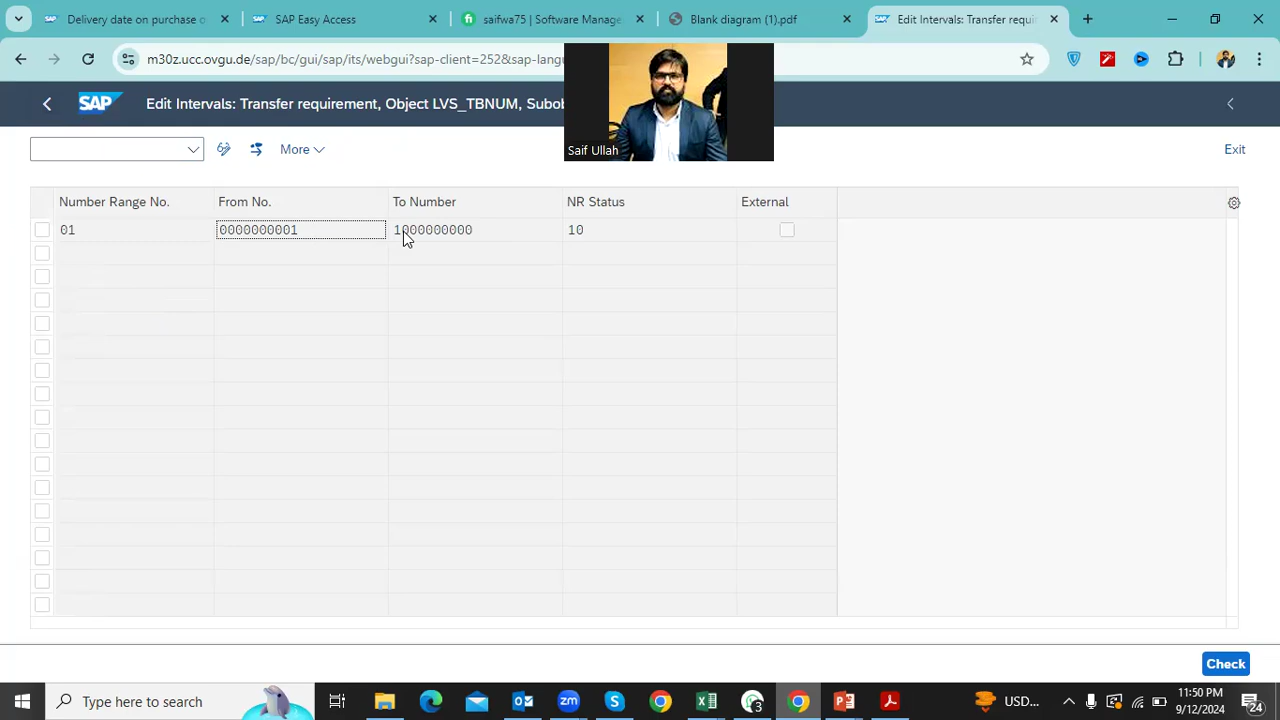 Delivery date on purchase o
SAP Easy Access
saifwa75 | Software Manage
Blank diagram (1).pdf
Edit Intervals: Transfer requi
m30z.ucc.ovgu.de/sap/bc/gui/sap/its/webgui?sap-client=252&sap-lang
SAP
Edit Intervals: Transfer requirement, Object LVS_TBNUM, Subob
Saif Ullah
More
Exit
Number Range No. From No. To Number NR Status External
01 0000000001 1000000000 10
Check
Type here to search
3
USD...
11:50 PM
9/12/2024
24